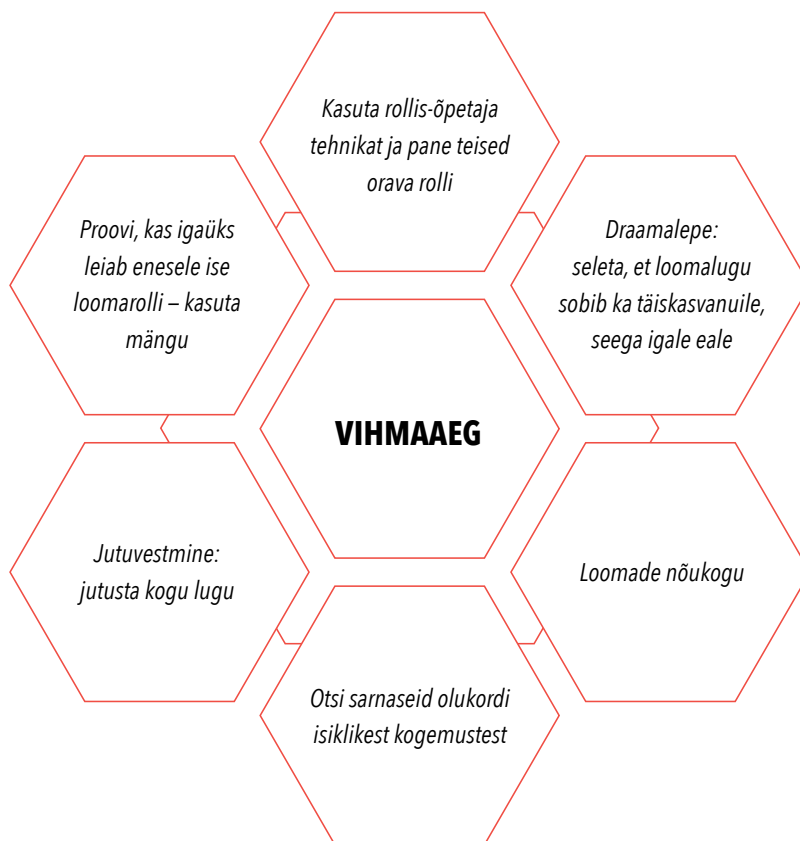 Kasuta rollis-õpetaja
tehnikat ja pane teised
orava rolli
Proovi, kas igaüks
leiab enesele ise
loomarolli – kasuta
mängu
Draamalepe:
seleta, et loomalugu
sobib ka täiskasvanuile,
seega igale eale
VIHMAAEG
Jutuvestmine:
jutusta kogu lugu
Loomade nõukogu
Otsi sarnaseid olukordi
isiklikest kogemustest